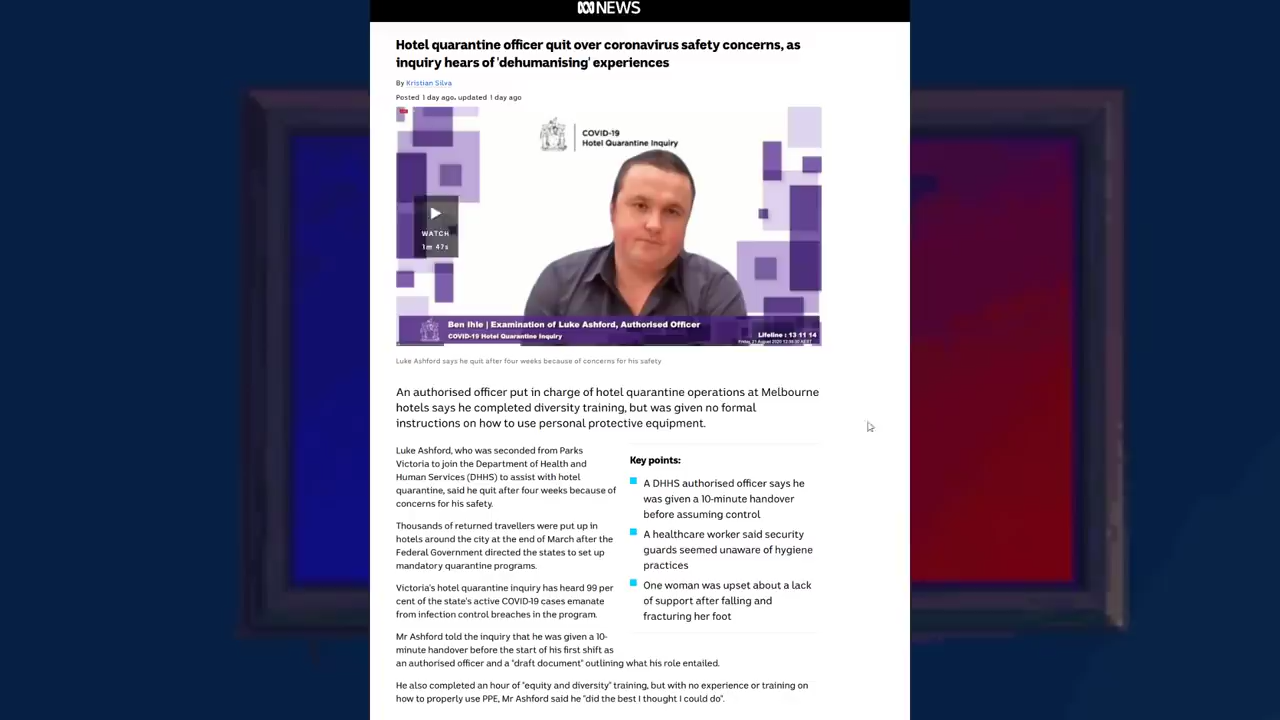 NEWS
Hotel quarantine officer quit over coronavirus safety concerns, as
inquiry hears of 'dehumanising' experiences
By Kristian Silva
Posted 1 day ago, updated 1 day ago
COVID-19
Hotel Quarantine Inquiry
WATCH
1m 47s
Ben Ihle | Examination of Luke Ashford, Authorised Officer
COVID-19 Hotel Quarantine Inquiry
Lifeline : 13 11 14
Luke Ashford says he quit after four weeks because of concerns for his safety
An authorised officer put in charge of hotel quarantine operations at Melbourne
hotels says he completed diversity training, but was given no formal
instructions on how to use personal protective equipment.
Luke Ashford, who was seconded from Parks
Victoria to join the Department of Health and
Human Services (DHHS) to assist with hotel
quarantine, said he quit after four weeks because of
concerns for his safety.
Thousands of returned travellers were put up in
hotels around the city at the end of March after the
Federal Government directed the states to set up
mandatory quarantine programs.
Victoria's hotel quarantine inquiry has heard 99 per
cent of the state's active COVID-19 cases emanate
from infection control breaches in the program.
Mr Ashford told the inquiry that he was given a 10-
minute handover before the start of his first shift as
an authorised officer and a "draft document" outlining what his role entailed.
He also completed an hour of "equity and diversity" training, but with no experience or training on
how to properly use PPE, Mr Ashford said he "did the best I thought I could do".
Key points:
A DHHS authorised officer says he
was given a 10-minute handover
before assuming control
A healthcare worker said security
guards seemed unaware of hygiene
practices
One woman was upset about a lack
of support after falling and
fracturing her foot